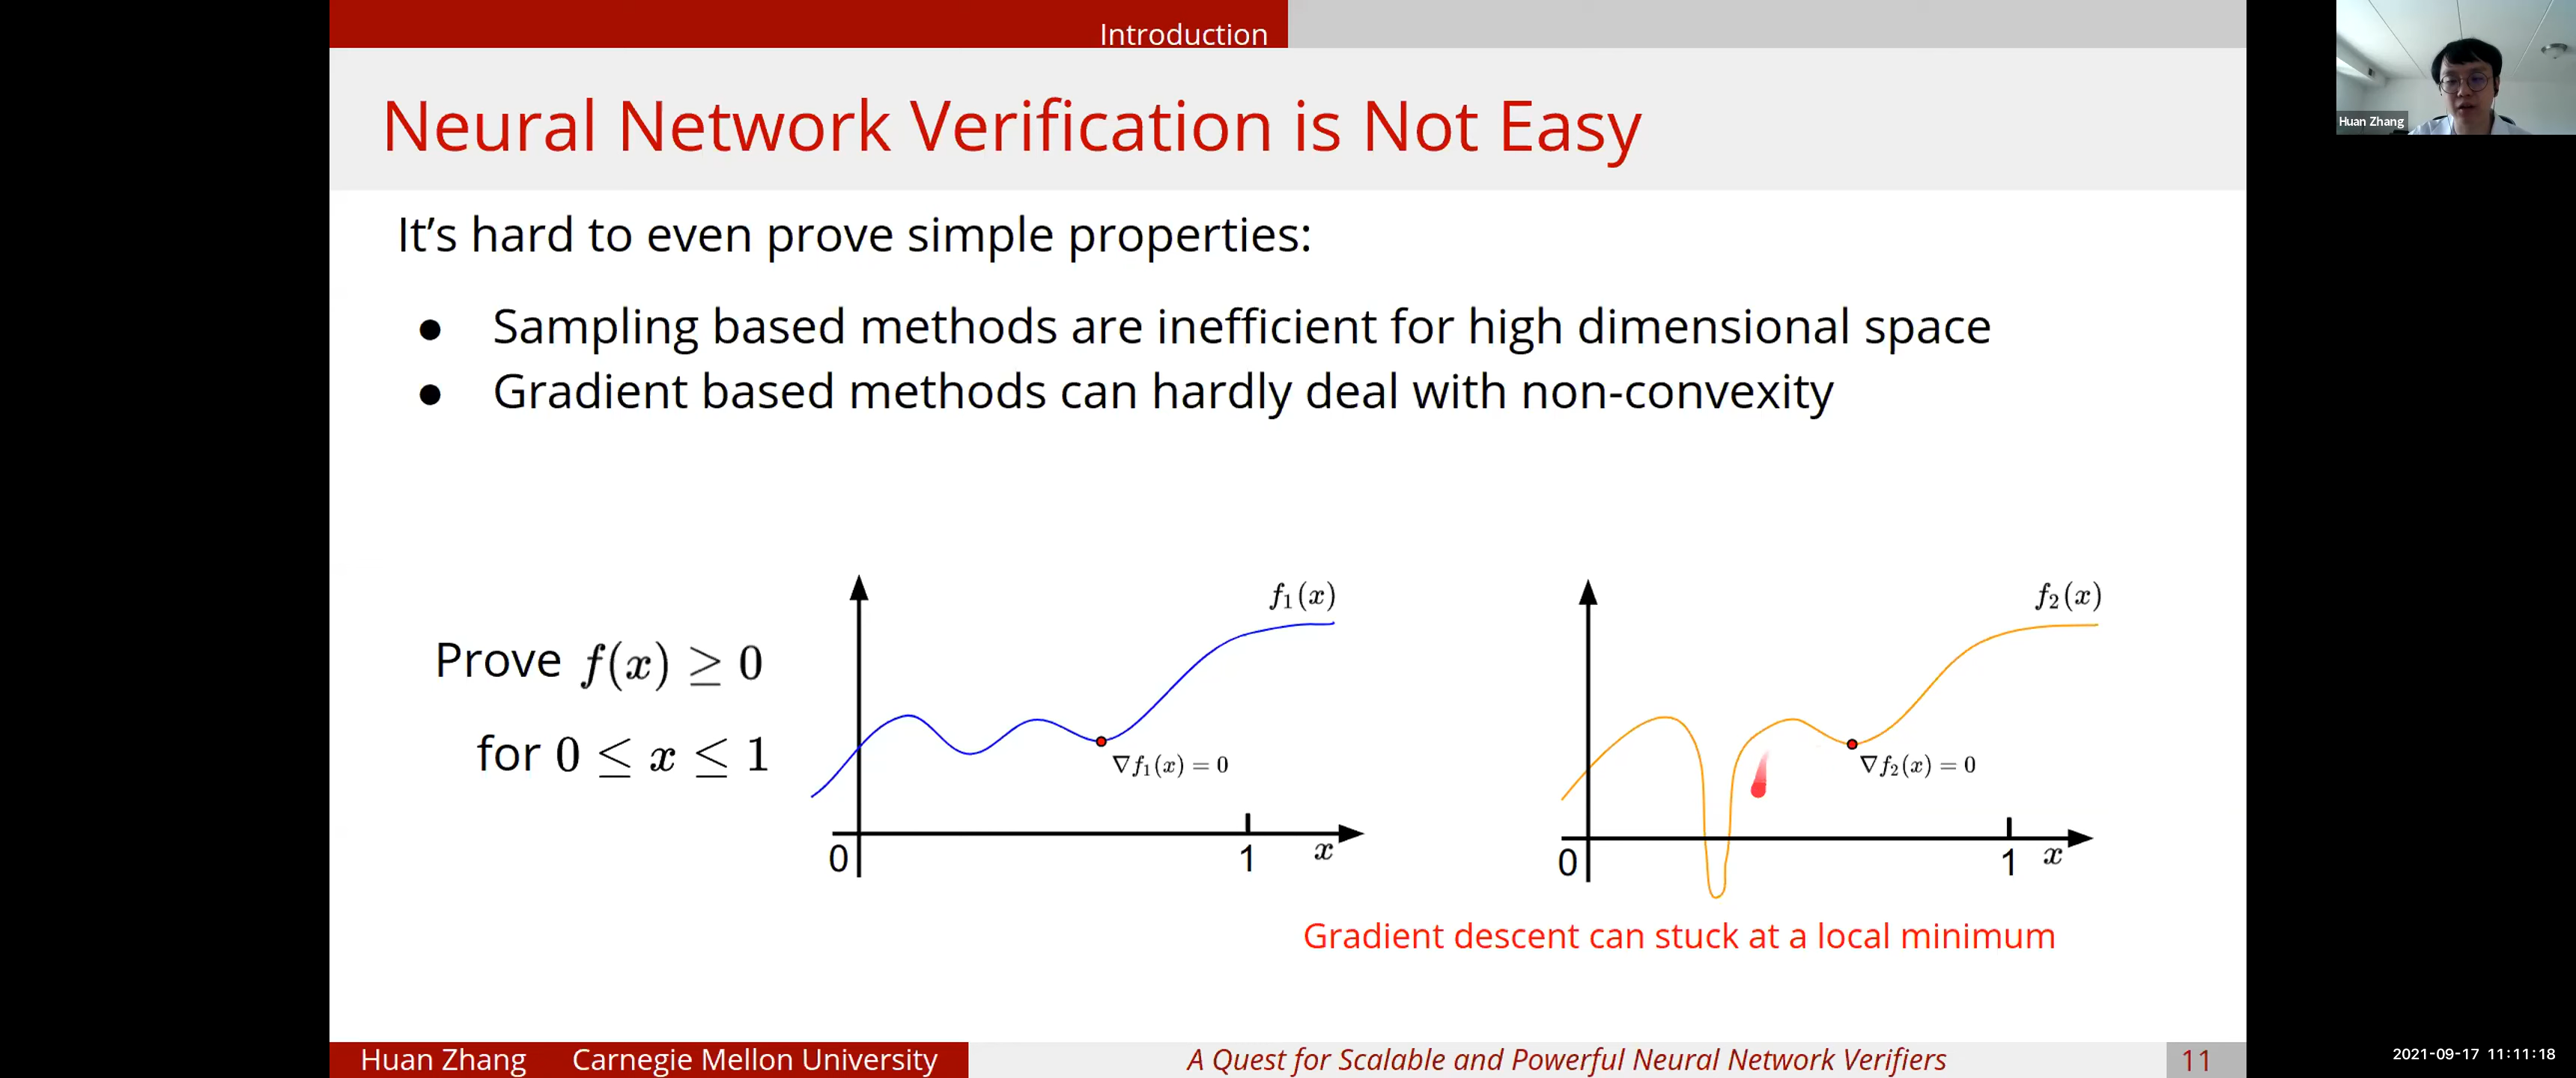 Introduction
Neural Network Verification is Not Easy
Huan Zhang
It's hard to even prove simple properties:
● Sampling based methods are inefficient for high dimensional space
● Gradient based methods can hardly deal with non-convexity
Prove f(x) ≥ 0
for 0 ≤ x ≤ 1
f₁(x)
∇f₁(x) = 0
0
1
x
f₂(x)
∇f₂(x) = 0
0
1
x
Gradient descent can stuck at a local minimum
Huan Zhang Carnegie Mellon University
A Quest for Scalable and Powerful Neural Network Verifiers
11
2021-09-17 11:11:18